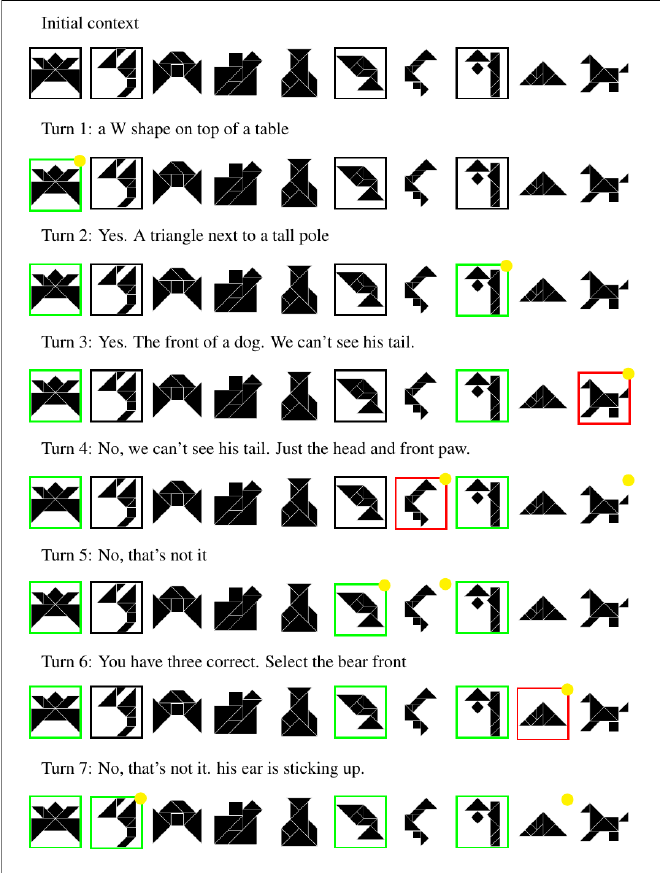 Initial context
Turn 1: a W shape on top of a table
Turn 2: Yes. A triangle next to a tall pole
Turn 3: Yes. The front of a dog. We can't see his tail.
Turn 4: No, we can't see his tail. Just the head and front paw.
Turn 5: No, that's not it
Turn 6: You have three correct. Select the bear front
Turn 7: No, that's not it. his ear is sticking up.